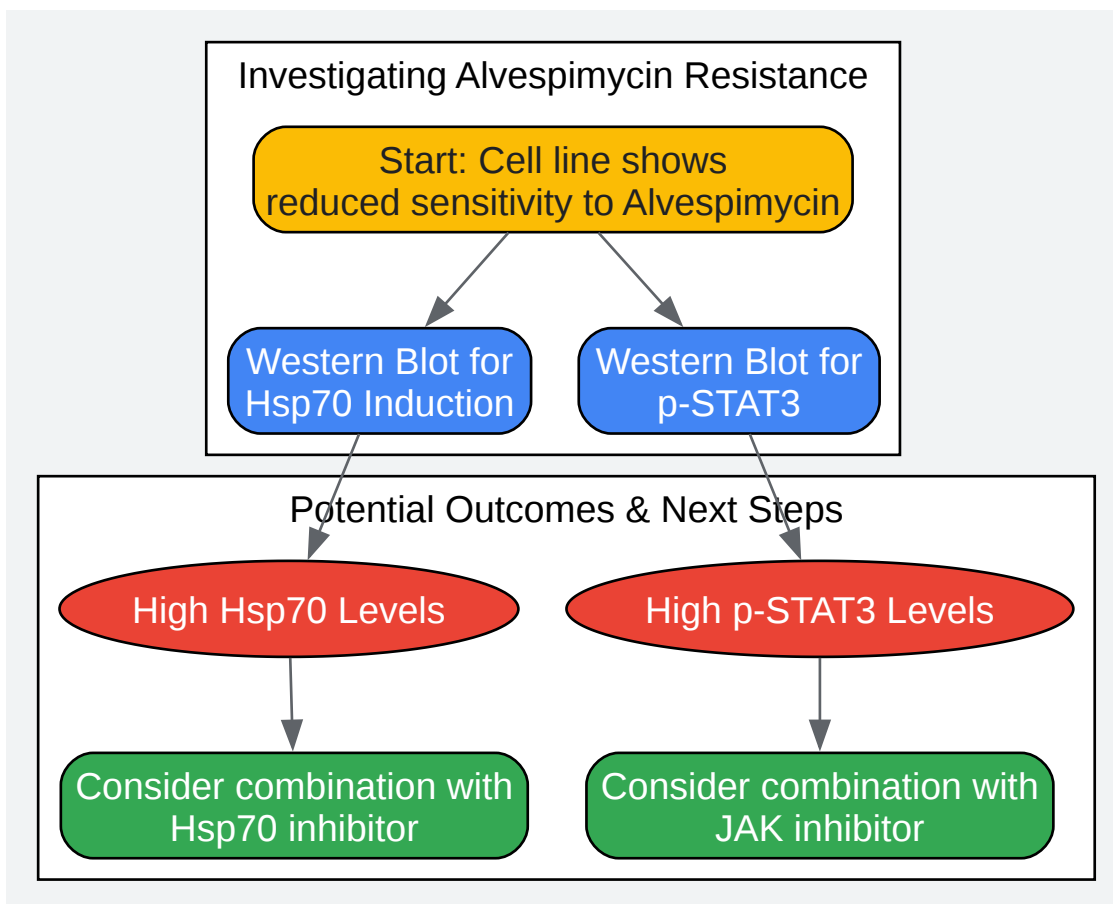 Investigating Alvespimycin Resistance
Start: Cell line shows
reduced sensitivity to Alvespimycin
Western Blot for
Hsp70 Induction
Western Blot for
p-STAT3
Potential Outcomes & Next Steps
High Hsp70 Levels
High p-STAT3 Levels
Consider combination with
Hsp70 inhibitor
Consider combination with
JAK inhibitor